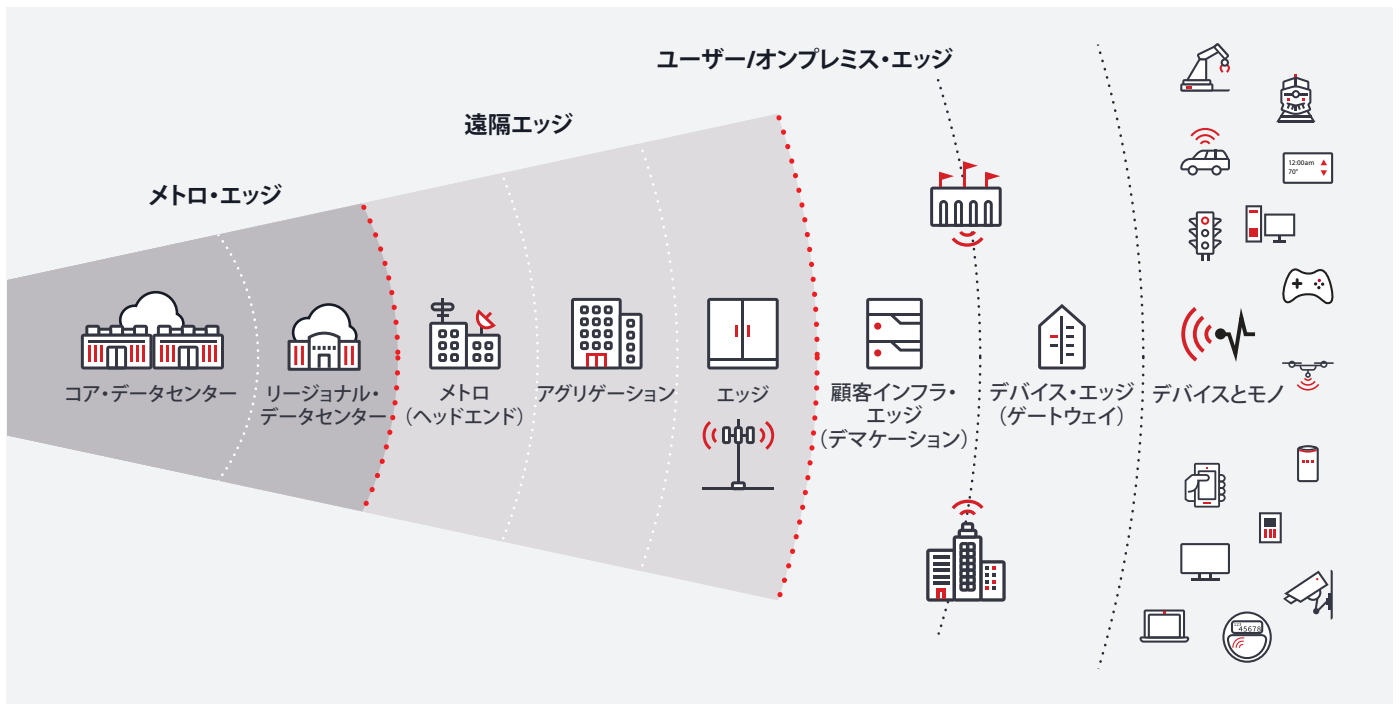 ユーザー/オンプレミス・エッジ
遠隔エッジ
メトロ・エッジ
12:00am
70°
コア・データセンター
リージョナル・
データセンター
メトロ
（ヘッドエンド）
アグリゲーション
エッジ
顧客インフラ・
エッジ
（デマケーション）
デバイス・エッジ
（ゲートウェイ）
デバイスとモノ
45678